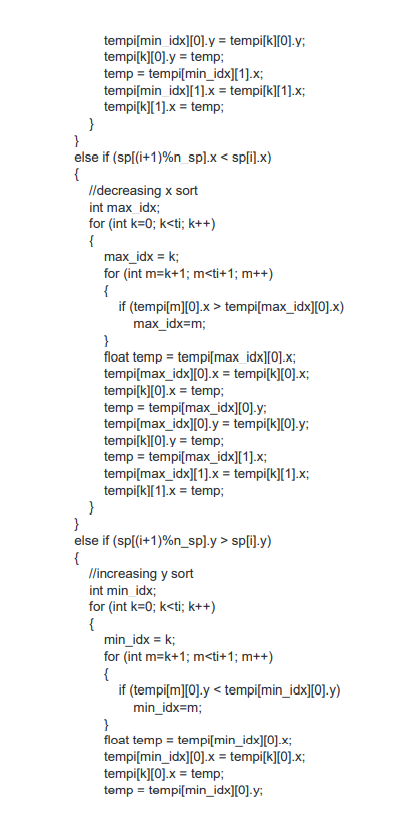 tempi[min_idx][0].y = tempi[k][0].y;
tempi[k][0].y = temp;
temp = tempi[min_idx][1].x;
tempi[min_idx][1].x = tempi[k][1].x;
tempi[k][1].x = temp;
}
}
else if (sp[(i+1)%n_sp].x < sp[i].x)
{
//decreasing x sort
int max_idx;
for (int k=0; k<ti; k++)
{
max_idx = k;
for (int m=k+1; m<ti+1; m++)
{
if (tempi[m][0].x > tempi[max_idx][0].x)
max_idx=m;
}
float temp = tempi[max_idx][0].x;
tempi[max_idx][0].x = tempi[k][0].x;
tempi[k][0].x = temp;
temp = tempi[max_idx][0].y;
tempi[max_idx][0].y = tempi[k][0].y;
tempi[k][0].y = temp;
temp = tempi[max_idx][1].x;
tempi[max_idx][1].x = tempi[k][1].x;
tempi[k][1].x = temp;
}
}
else if (sp[(i+1)%n_sp].y > sp[i].y)
{
//increasing y sort
int min_idx;
for (int k=0; k<ti; k++)
{
min_idx = k;
for (int m=k+1; m<ti+1; m++)
{
if (tempi[m][0].y < tempi[min_idx][0].y)
min_idx=m;
}
float temp = tempi[min_idx][0].x;
tempi[min_idx][0].x = tempi[k][0].x;
tempi[k][0].x = temp;
temp = tempi[min_idx][0].y;